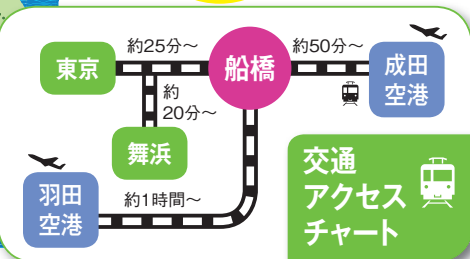 約25分~
約50分~
東京
船橋
成田
空港
約
20分~
舞浜
羽田
空港
約1時間~
交通
アクセス
チャート